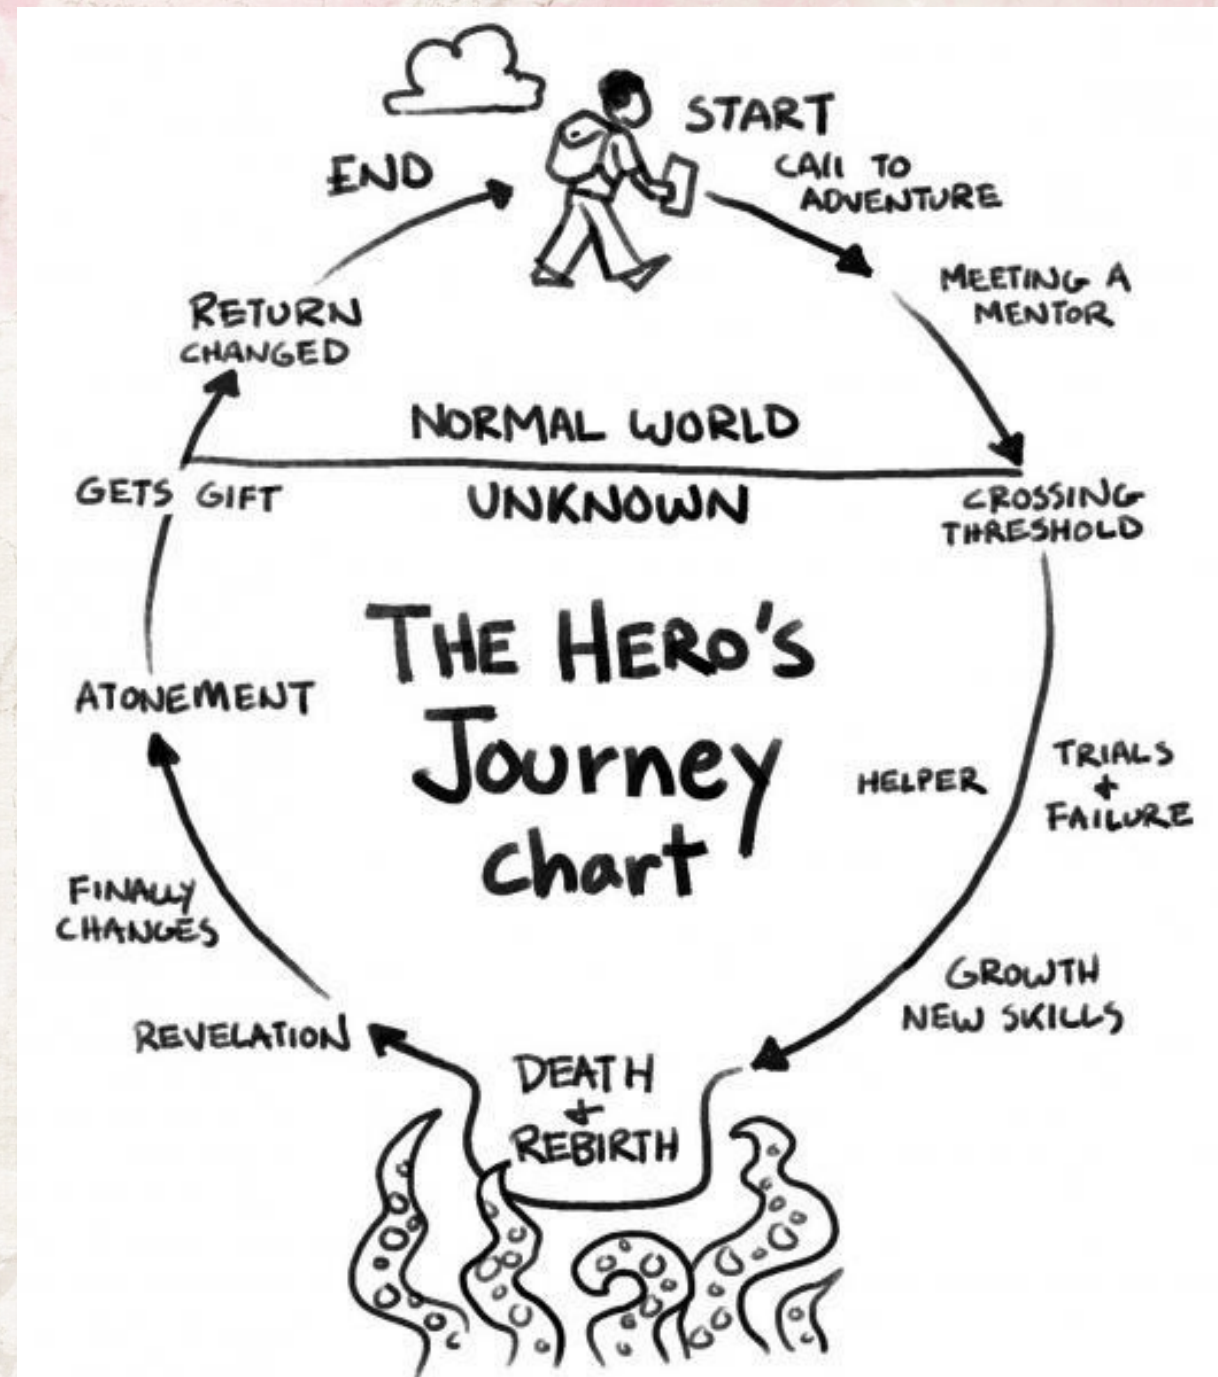 START
CAll TO
ADVENTURE
MEETING A
MENTOR
CROSSING
THRESHOLD
HELPER
TRIALS
+
FAILURE
GROWTH
NEW SKILLS
DEATH
+
REBIRTH
REVELATION
FINALLY
CHANGES
ATONEMENT
GETS GIFT
RETURN
CHANGED
END
NORMAL WORLD
UNKNOWN
THE HERO'S
Journey
chart